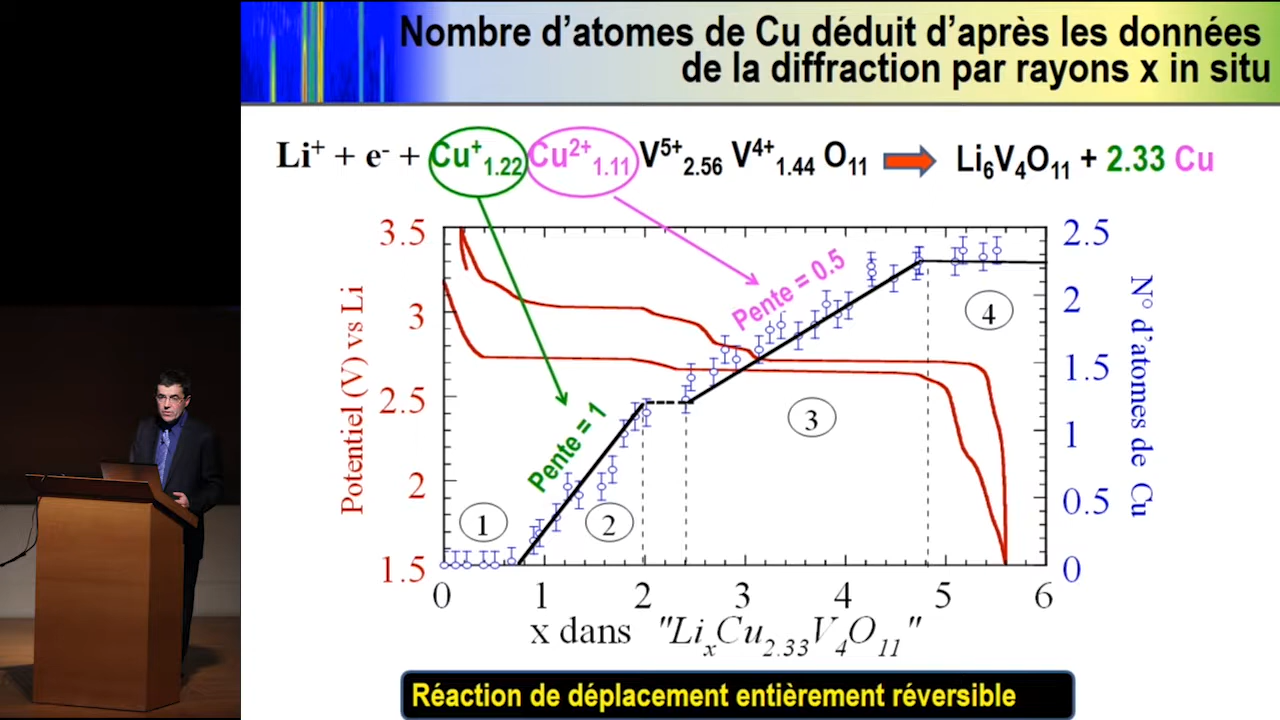 Nombre d'atomes de Cu déduit d'après les données
de la diffraction par rayons x in situ
Li⁺ + e⁻ + Cu⁺₁.₂₂ Cu²⁺₁.₁₁ V⁵⁺₂.₅₆ V⁴⁺₁.₄₄ O₁₁ ➡ Li₆V₄O₁₁ + 2.33 Cu
3.5
3
2.5
2
1.5
Potentiel (V) vs Li
Pente = 1
Pente = 0.5
1
2
3
4
2.5
2
1.5
1
0.5
0
N° d'atomes de Cu
0 1 2 3 4 5 6
x dans "LiₓCu₂.₃₃V₄O₁₁"
Réaction de déplacement entièrement réversible